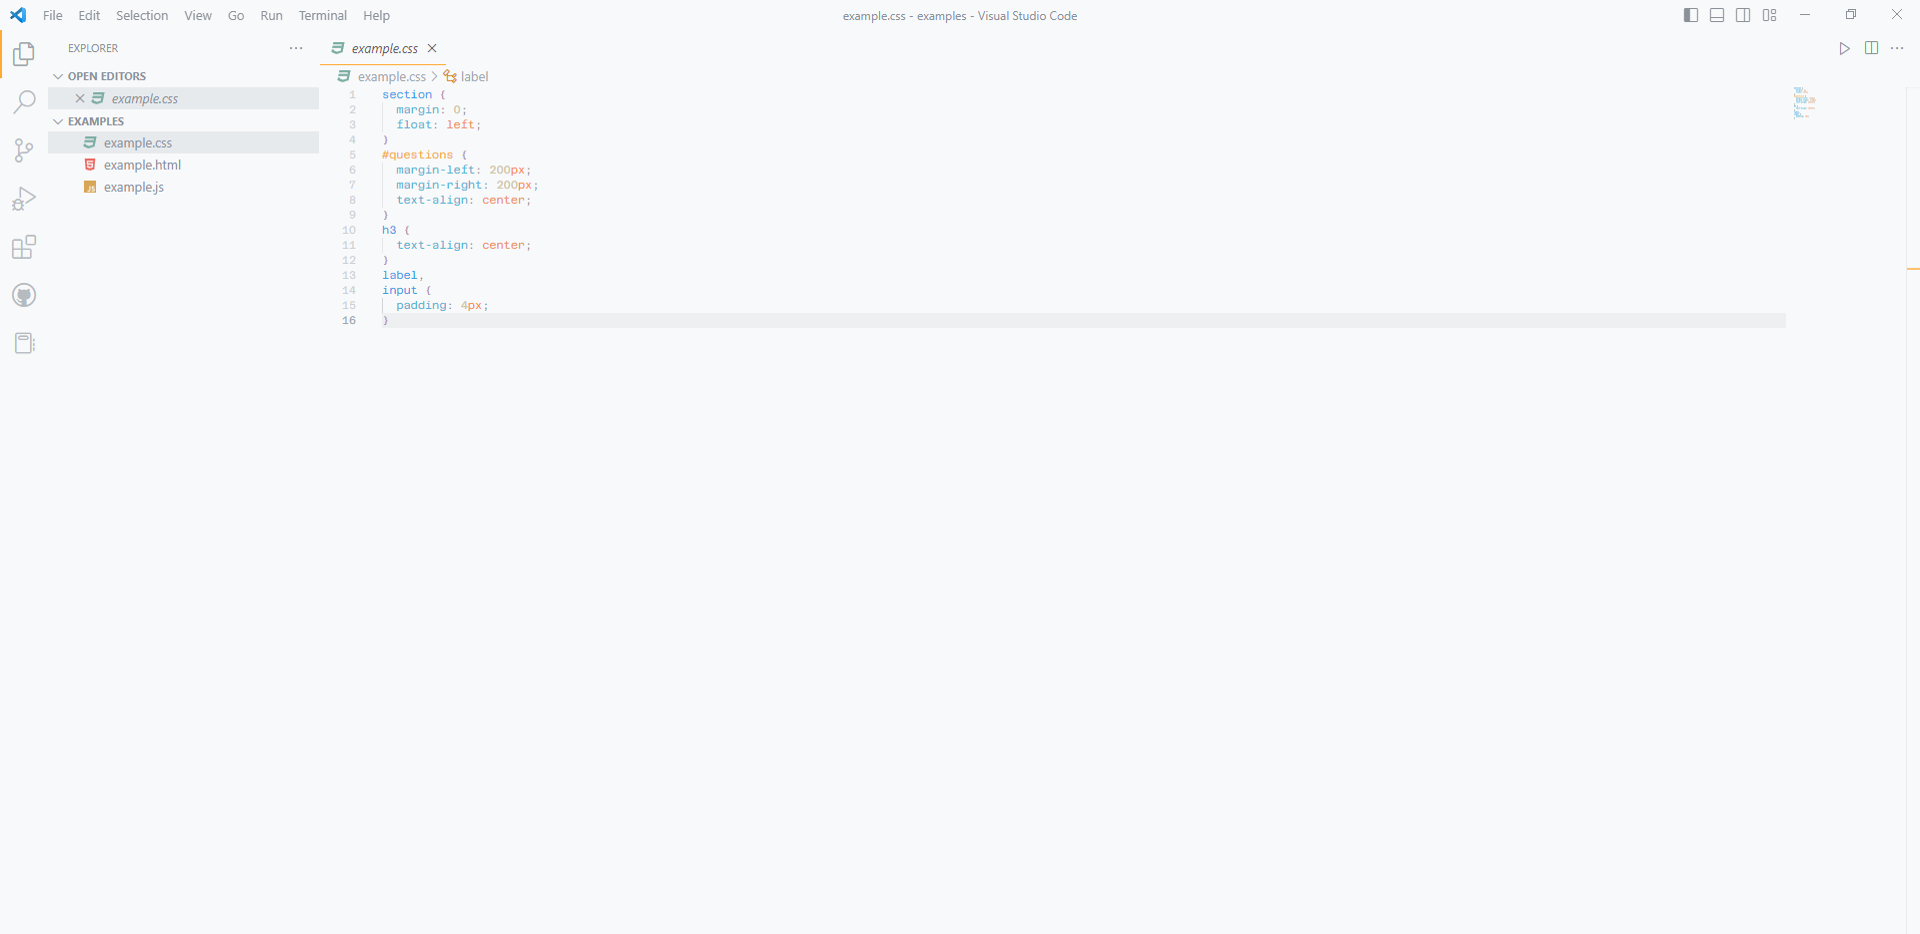 File Edit Selection View Go Run Terminal Help
example.css - examples - Visual Studio Code
EXPLORER
OPEN EDITORS
example.css
EXAMPLES
example.css
example.html
example.js
example.css
example.css > label
1 section {
2 margin: 0;
3 float: left;
4 }
5 #questions {
6 margin-left: 200px;
7 margin-right: 200px;
8 text-align: center;
9 }
10 h3 {
11 text-align: center;
12 }
13 label,
14 input {
15 padding: 4px;
16 }